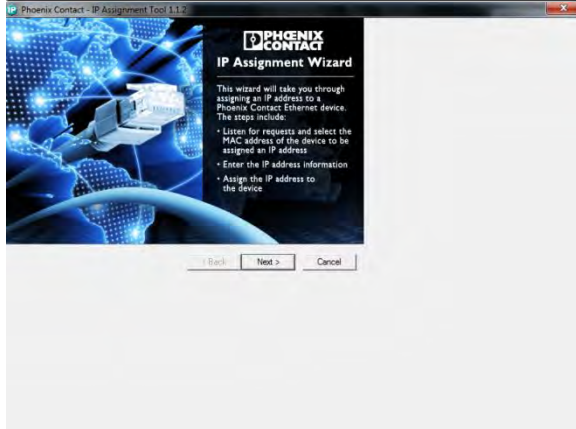 IP Phoenix Contact - IP Assignment Tool 1.1.2
PHŒNIX
CONTACT
IP Assignment Wizard
This wizard will take you through
assigning an IP address to a
Phoenix Contact Ethernet device.
The steps include:
• Listen for requests and select the
MAC address of the device to be
assigned an IP address
• Enter the IP address information
• Assign the IP address to
the device
< Back Next > Cancel